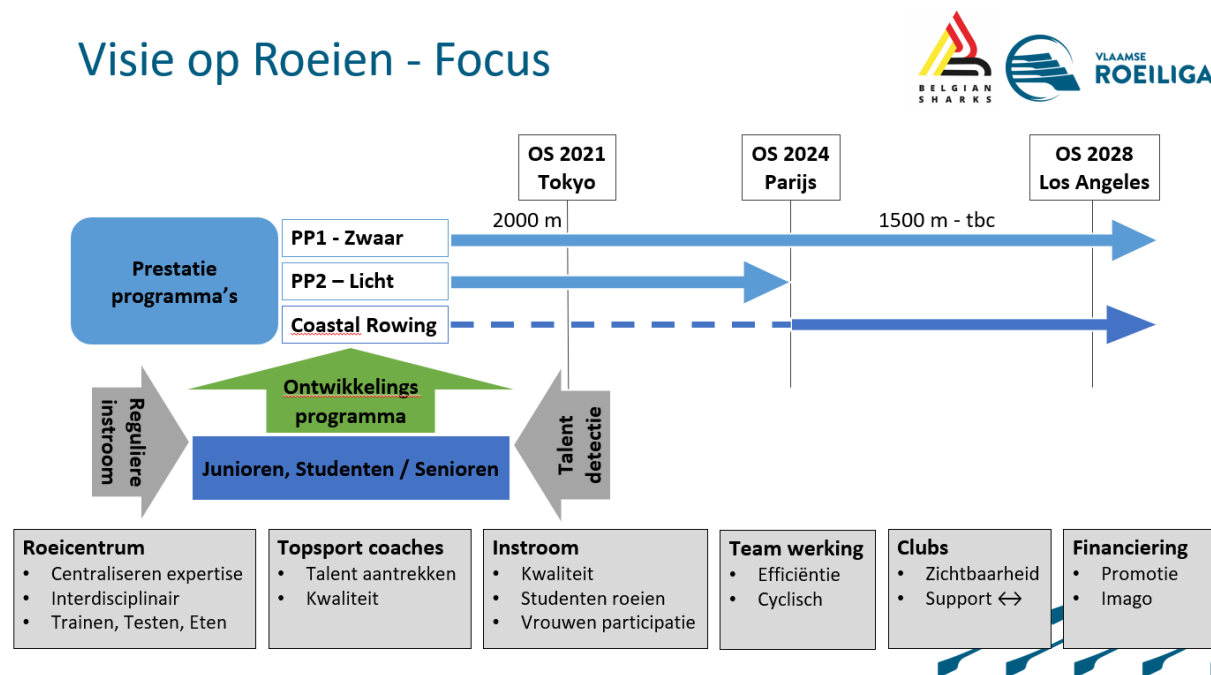 Visie op Roeien - Focus
BELGIAN
SHARKS
VLAAMSE
ROEILIGA
OS 2021
Tokyo
OS 2024
Parijs
OS 2028
Los Angeles
2000 m
1500 m - tbc
Prestatie
programma's
PP1 - Zwaar
PP2 – Licht
Coastal Rowing
Reguliere
instroom
Ontwikkelings
programma
Talent
detectie
Junioren, Studenten / Senioren
Roeicentrum
• Centraliseren expertise
• Interdisciplinair
• Trainen, Testen, Eten
Topsport coaches
• Talent aantrekken
• Kwaliteit
Instroom
• Kwaliteit
• Studenten roeien
• Vrouwen participatie
Team werking
• Efficiëntie
• Cyclisch
Clubs
• Zichtbaarheid
• Support ↔
Financiering
• Promotie
• Imago